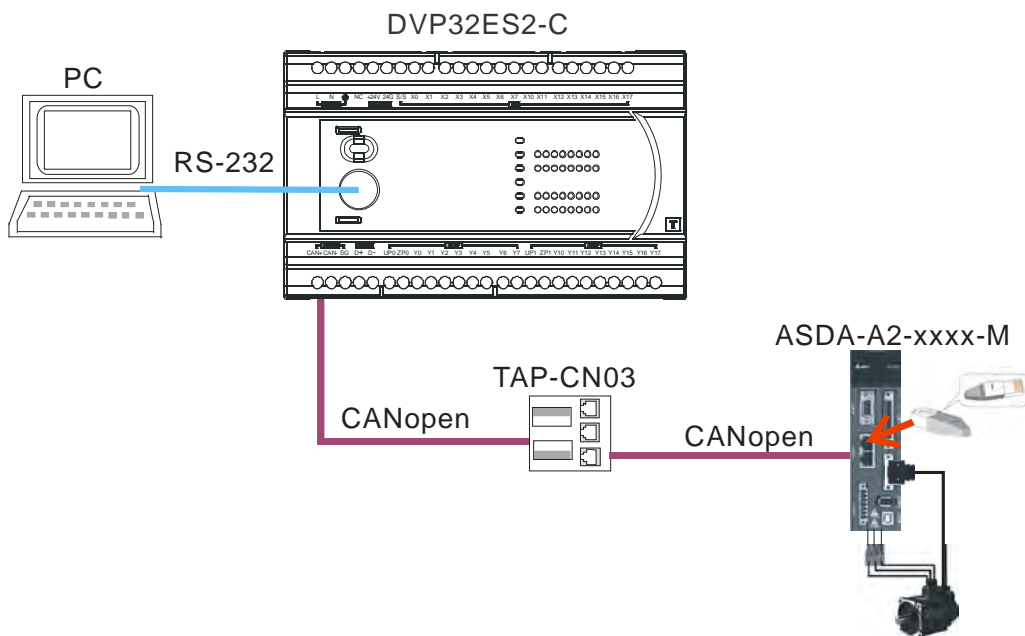 DVP32ES2-C
PC
L N NC +24V 24G S/S X0 X1 X2 X3 X4 X5 X6 X7 X10 X11 X12 X13 X14 X15 X16 X17
RS-232
CAN+ CAN- SG D+ D- UP0 ZP0 Y0 Y1 Y2 Y3 Y4 Y5 Y6 Y7 UP1 ZP1 Y10 Y11 Y12 Y13 Y14 Y15 Y16 Y17
ASDA-A2-xxxx-M
TAP-CN03
CANopen
CANopen